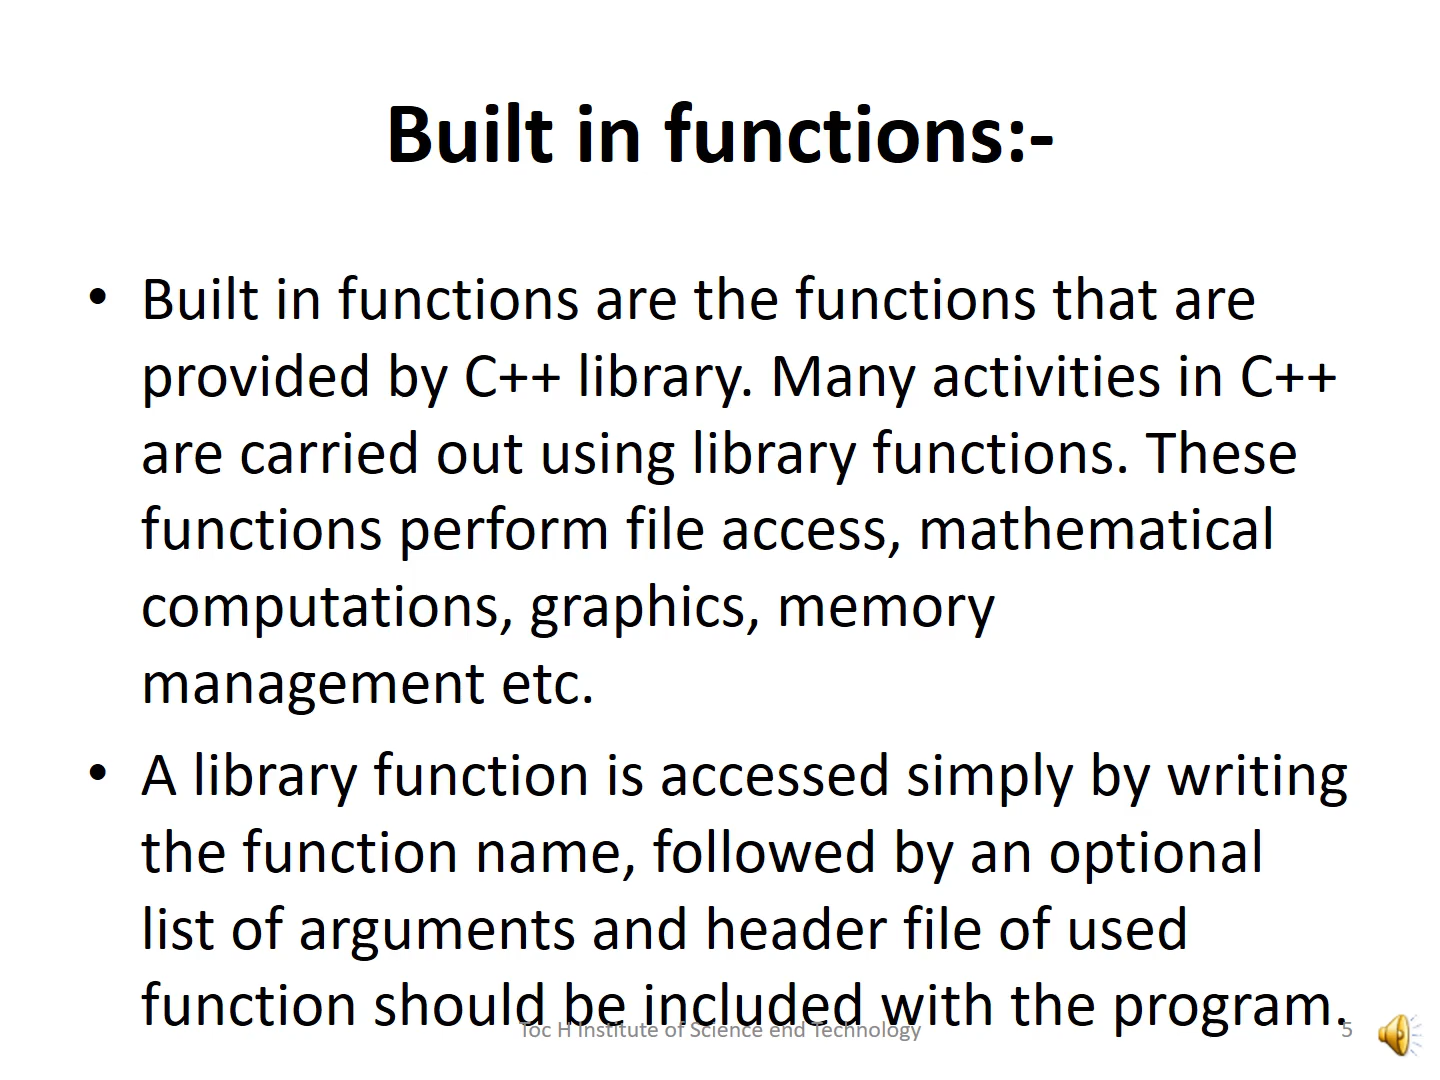 Built in functions:-
• Built in functions are the functions that are
provided by C++ library. Many activities in C++
are carried out using library functions. These
functions perform file access, mathematical
computations, graphics, memory
management etc.
• A library function is accessed simply by writing
the function name, followed by an optional
list of arguments and header file of used
function should be included with the program.
Toc H Institute of Science end Technology
5